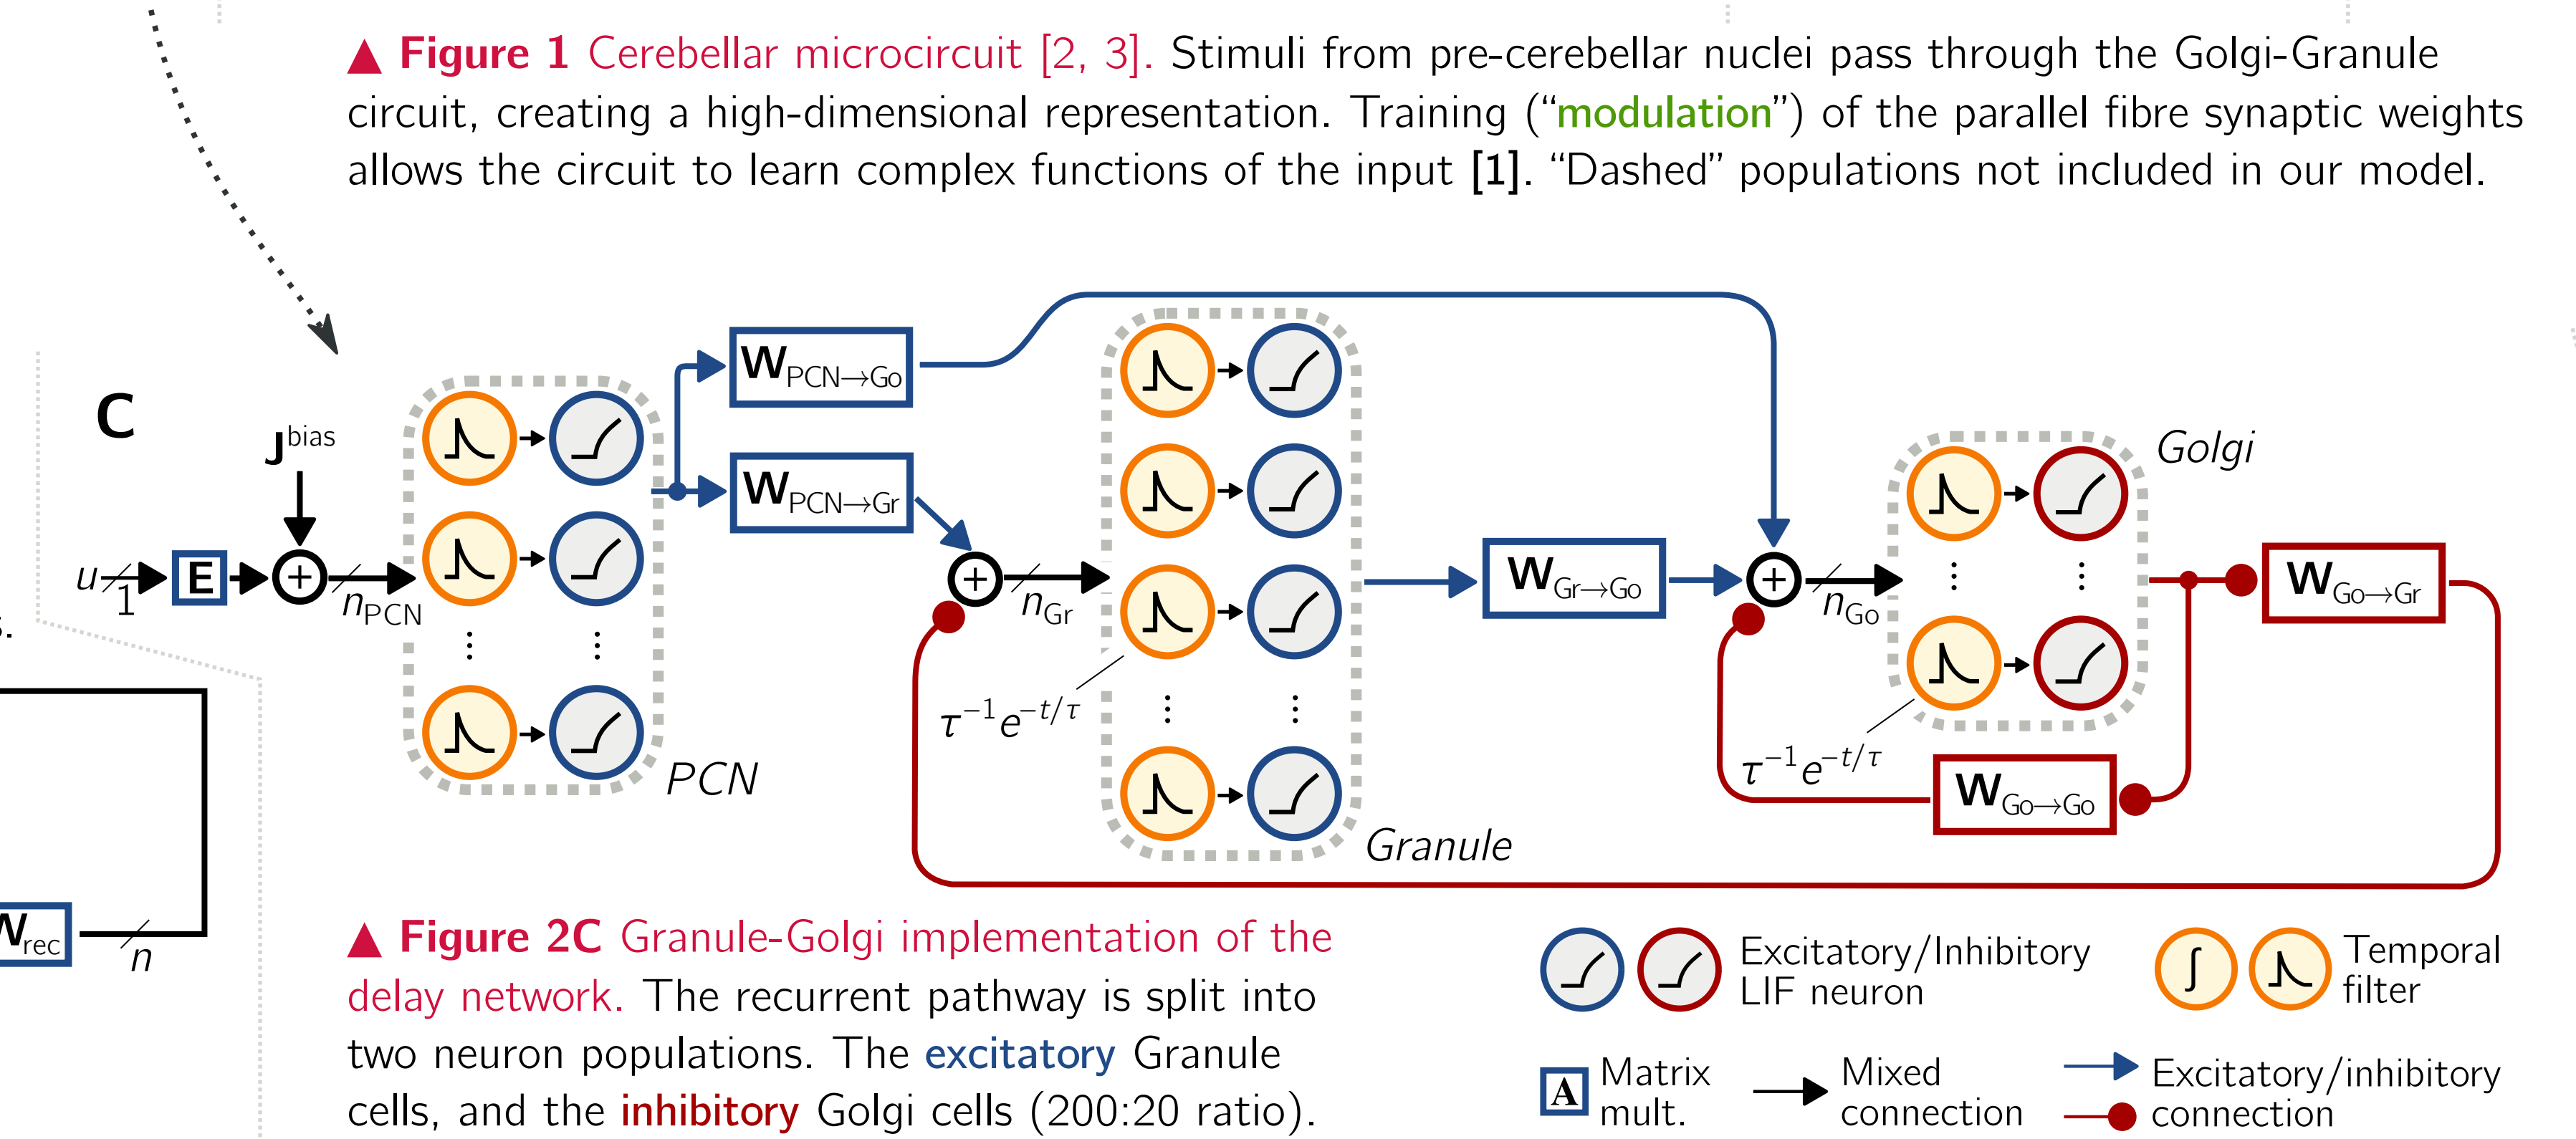 ▲ Figure 1 Cerebellar microcircuit [2, 3]. Stimuli from pre-cerebellar nuclei pass through the Golgi-Granule
circuit, creating a high-dimensional representation. Training (“modulation”) of the parallel fibre synaptic weights
allows the circuit to learn complex functions of the input [1]. “Dashed” populations not included in our model.
C
J^bias
u
1
E
+
n_PCN
PCN
W_PCN→Go
W_PCN→Gr
+
n_Gr
τ⁻¹e^−t/τ
Granule
W_Gr→Go
+
n_Go
τ⁻¹e^−t/τ
Golgi
W_Go→Gr
W_Go→Go
s.
W_rec
n
▲ Figure 2C Granule-Golgi implementation of the
delay network. The recurrent pathway is split into
two neuron populations. The excitatory Granule
cells, and the inhibitory Golgi cells (200:20 ratio).
Excitatory/Inhibitory
LIF neuron
∫
Temporal
filter
A
Matrix
mult.
Mixed
connection
Excitatory/inhibitory
connection